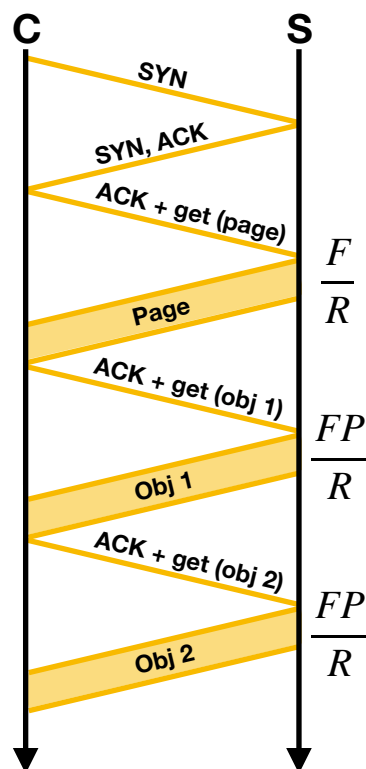 C S
SYN
SYN, ACK
ACK + get (page)
F
R
Page
ACK + get (obj 1)
FP
R
Obj 1
ACK + get (obj 2)
FP
R
Obj 2